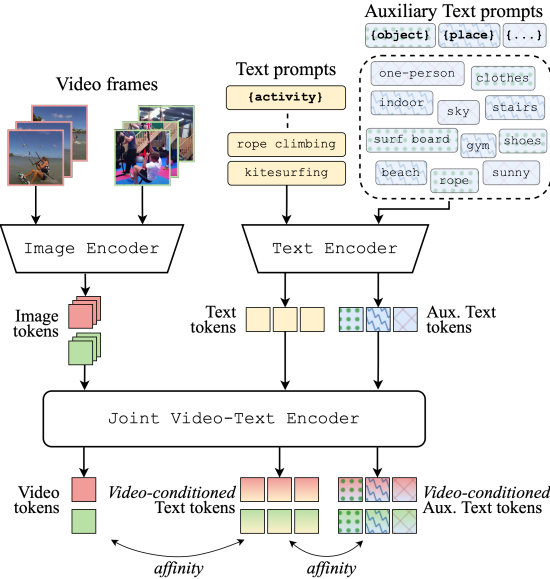 Auxiliary Text prompts
{object} {place} {...}
Video frames
Text prompts
{activity}
rope climbing
kitesurfing
one-person
clothes
indoor
sky
stairs
surf board
gym
shoes
beach
rope
sunny
Image Encoder
Text Encoder
Image
tokens
Text
tokens
Aux. Text
tokens
Joint Video-Text Encoder
Video
tokens
Video-conditioned
Text tokens
Video-conditioned
Aux. Text tokens
affinity
affinity